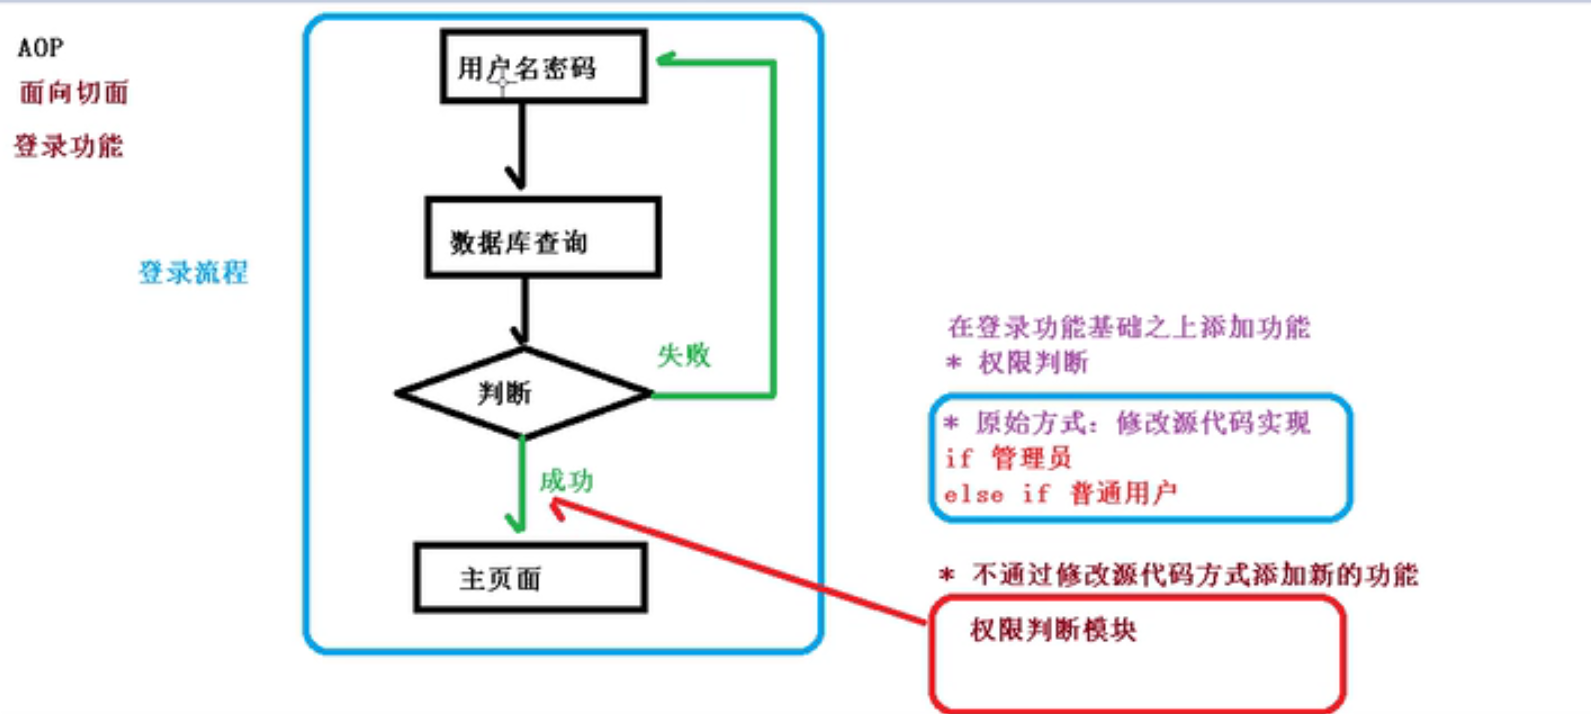 AOP
面向切面
登录功能
登录流程
用户名密码
数据库查询
判断
失败
成功
主页面
在登录功能基础之上添加功能
* 权限判断
* 原始方式：修改源代码实现
if 管理员
else if 普通用户
* 不通过修改源代码方式添加新的功能
权限判断模块